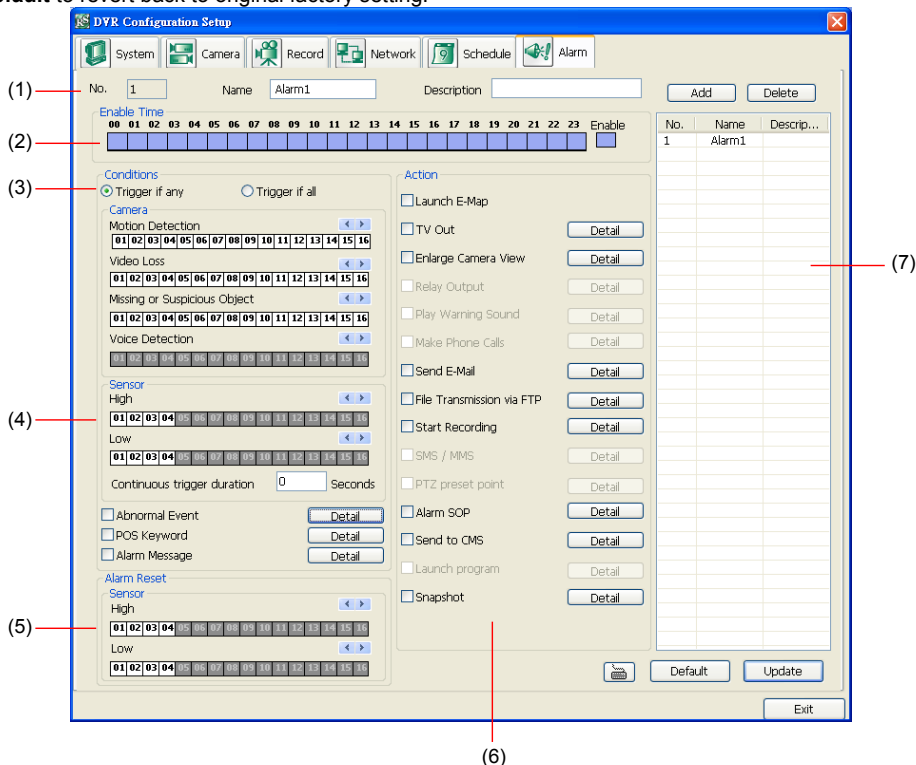 fault to revert back to original factory setting.
DVR Configuration Setup
System Camera Record Network Schedule Alarm
(1) No. 1 Name Alarm1 Description Add Delete
Enable Time
00 01 02 03 04 05 06 07 08 09 10 11 12 13 14 15 16 17 18 19 20 21 22 23 Enable
(2)
No. Name Descrip...
1 Alarm1
Conditions
(3) Trigger if any Trigger if all
Camera
Motion Detection
01 02 03 04 05 06 07 08 09 10 11 12 13 14 15 16
Video Loss
01 02 03 04 05 06 07 08 09 10 11 12 13 14 15 16
Missing or Suspicious Object
01 02 03 04 05 06 07 08 09 10 11 12 13 14 15 16
Voice Detection
01 02 03 04 05 06 07 08 09 10 11 12 13 14 15 16
Sensor
High
(4) 01 02 03 04 05 06 07 08 09 10 11 12 13 14 15 16
Low
01 02 03 04 05 06 07 08 09 10 11 12 13 14 15 16
Continuous trigger duration 0 Seconds
Abnormal Event Detail
POS Keyword Detail
Alarm Message Detail
Alarm Reset
Sensor
High
(5) 01 02 03 04 05 06 07 08 09 10 11 12 13 14 15 16
Low
01 02 03 04 05 06 07 08 09 10 11 12 13 14 15 16
Action
Launch E-Map
TV Out Detail
Enlarge Camera View Detail
Relay Output Detail
Play Warning Sound Detail
Make Phone Calls Detail
Send E-Mail Detail
File Transmission via FTP Detail
Start Recording Detail
SMS / MMS Detail
PTZ preset point Detail
Alarm SOP Detail
Send to CMS Detail
Launch program Detail
Snapshot Detail
(7)
Default Update
Exit
(6)